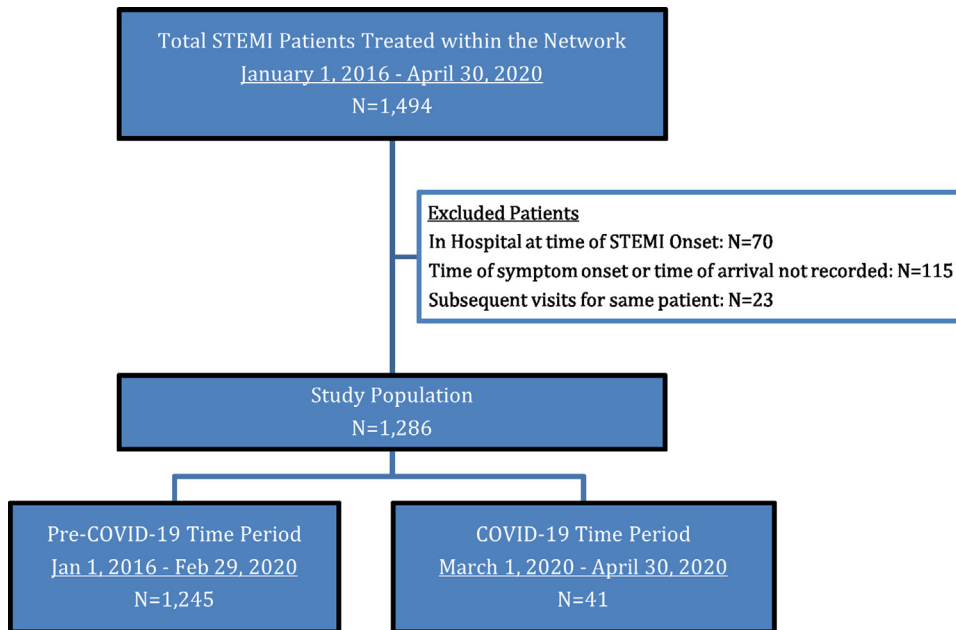 Total STEMI Patients Treated within the Network
January 1, 2016 - April 30, 2020
N=1,494
Excluded Patients
In Hospital at time of STEMI Onset: N=70
Time of symptom onset or time of arrival not recorded: N=115
Subsequent visits for same patient: N=23
Study Population
N=1,286
Pre-COVID-19 Time Period
Jan 1, 2016 - Feb 29, 2020
N=1,245
COVID-19 Time Period
March 1, 2020 - April 30, 2020
N=41